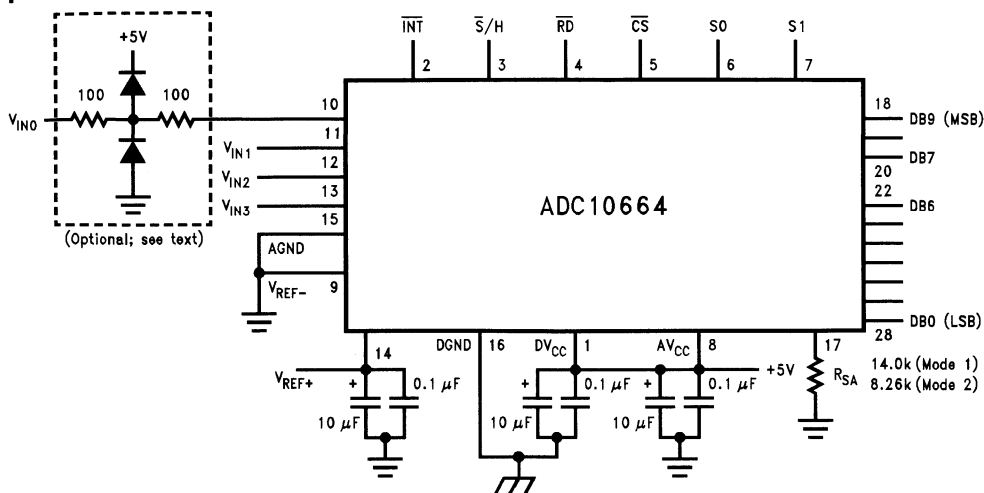 +5V
100
100
V_IN0
(Optional; see text)
INT
S/H
RD
CS
S0
S1
2
3
4
5
6
7
10
11
V_IN1
12
V_IN2
13
V_IN3
15
AGND
V_REF-
9
ADC10664
18
DB9 (MSB)
DB7
20
22
DB6
DB0 (LSB)
28
14
DGND
16
DV_CC
1
AV_CC
8
17
V_REF+
+
0.1 μF
10 μF
+
0.1 μF
10 μF
+
0.1 μF
10 μF
+5V
R_SA
14.0k (Mode 1)
8.26k (Mode 2)